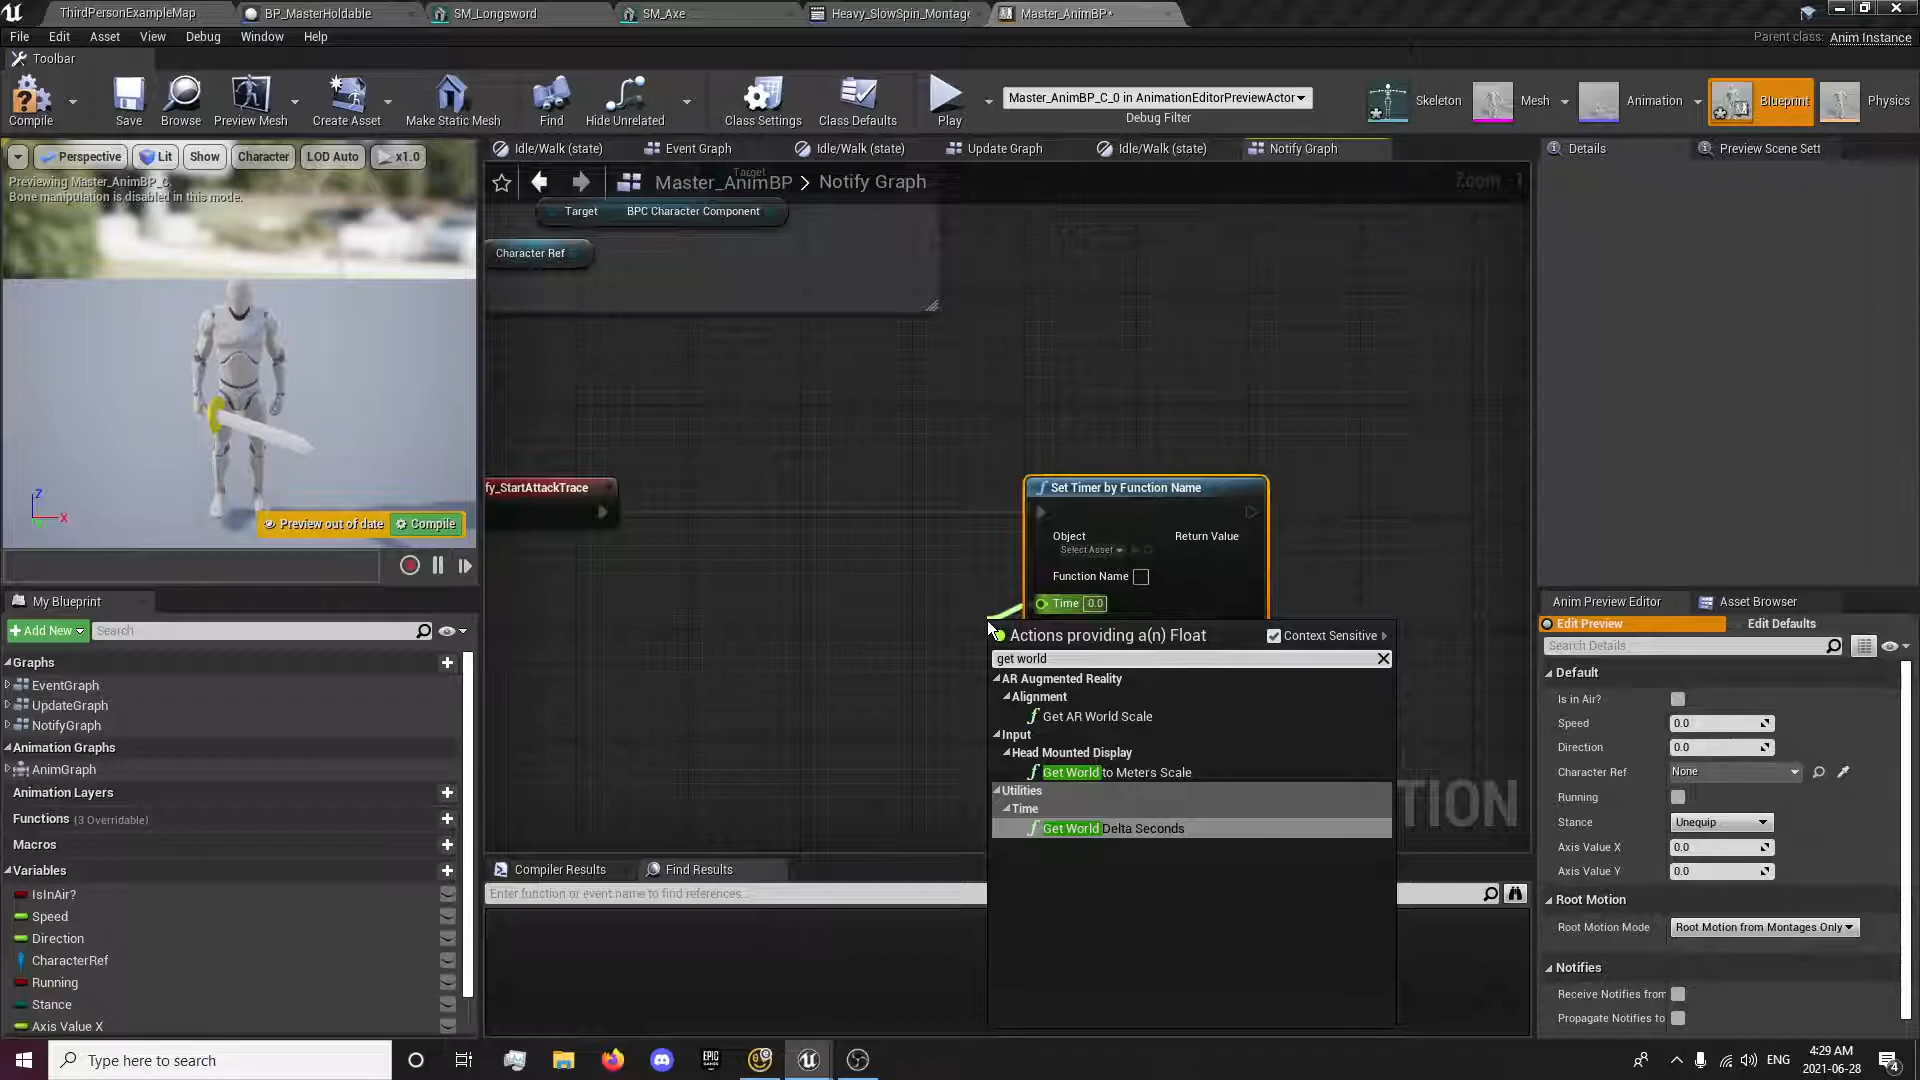 ThirdPersonExampleMap BP_MasterHoldable SM_Longsword SM_Axe Heavy_SlowSpin_Montage Master_AnimBP*
File Edit Asset View Debug Window Help
Parent class: Anim Instance
Toolbar
Compile Save Browse Preview Mesh Create Asset Make Static Mesh Find Hide Unrelated Class Settings Class Defaults Play
Master_AnimBP_C_0 in AnimationEditorPreviewActor
Debug Filter
Skeleton Mesh Animation Blueprint Physics
Perspective Lit Show Character LOD Auto x1.0
Previewing Master_AnimBP_C.
Bone manipulation is disabled in this mode.
Z
X
Preview out of date Compile
Idle/Walk (state) Event Graph Idle/Walk (state) Update Graph Idle/Walk (state) Notify Graph
Master_AnimBP > Notify Graph
Zoom -1
Target
Target BPC Character Component
Character Ref
fy_StartAttackTrace
Set Timer by Function Name
Object Return Value
Select Asset
Function Name
Time 0.0
Actions providing a(n) Float Context Sensitive
get world
AR Augmented Reality
Alignment
Get AR World Scale
Input
Head Mounted Display
Get World to Meters Scale
Utilities
Time
Get World Delta Seconds
TION
Compiler Results Find Results
Enter function or event name to find references...
My Blueprint
Add New Search
Graphs
EventGraph
UpdateGraph
NotifyGraph
Animation Graphs
AnimGraph
Animation Layers
Functions (3 Overridable)
Macros
Variables
IsInAir?
Speed
Direction
CharacterRef
Running
Stance
Axis Value X
Details Preview Scene Sett
Anim Preview Editor Asset Browser
Edit Preview Edit Defaults
Search Details
Default
Is in Air?
Speed 0.0
Direction 0.0
Character Ref None
Running
Stance Unequip
Axis Value X 0.0
Axis Value Y 0.0
Root Motion
Root Motion Mode Root Motion from Montages Only
Notifies
Receive Notifies from
Propagate Notifies to
Type here to search
EPIC
ENG
4:29 AM
2021-06-28
4